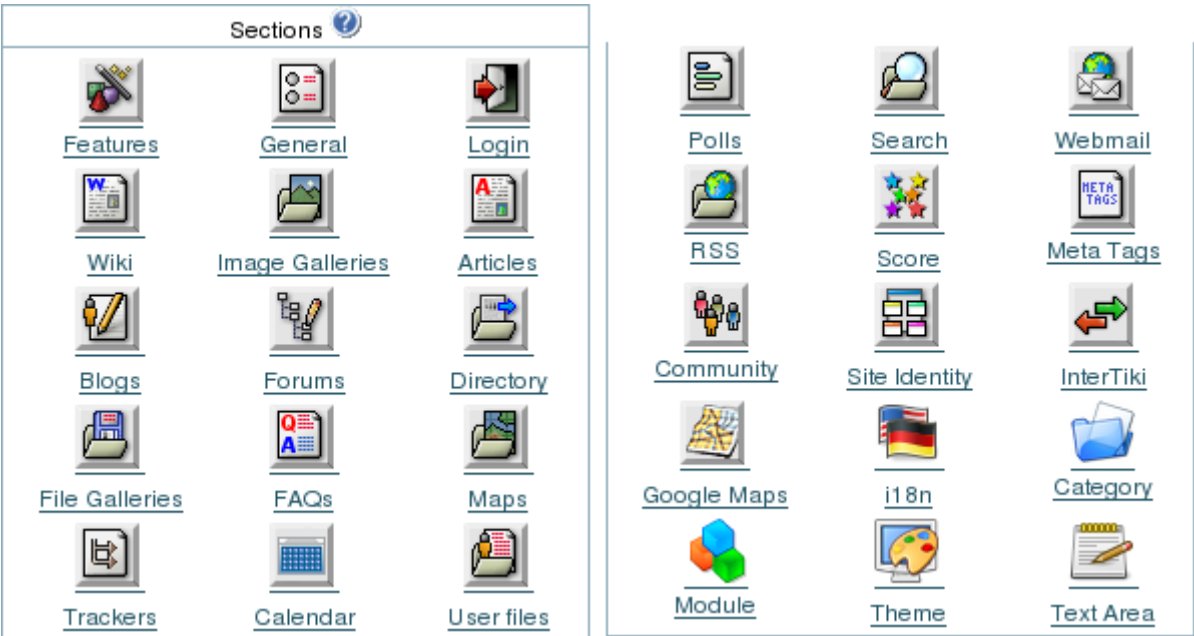 Sections
Features General Login
Wiki Image Galleries Articles
Blogs Forums Directory
File Galleries FAQs Maps
Trackers Calendar User files
Polls Search Webmail
META TAGS
RSS Score Meta Tags
Community Site Identity InterTiki
Google Maps i18n Category
Module Theme Text Area